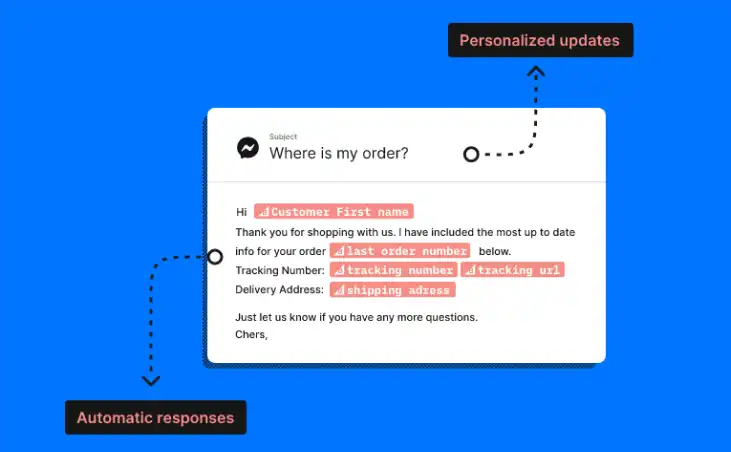 Personalized updates
Subject
Where is my order?
Hi Customer First name
Thank you for shopping with us. I have included the most up to date
info for your order last order number below.
Tracking Number: tracking number tracking url
Delivery Address: shipping adress
Just let us know if you have any more questions.
Chers,
Automatic responses